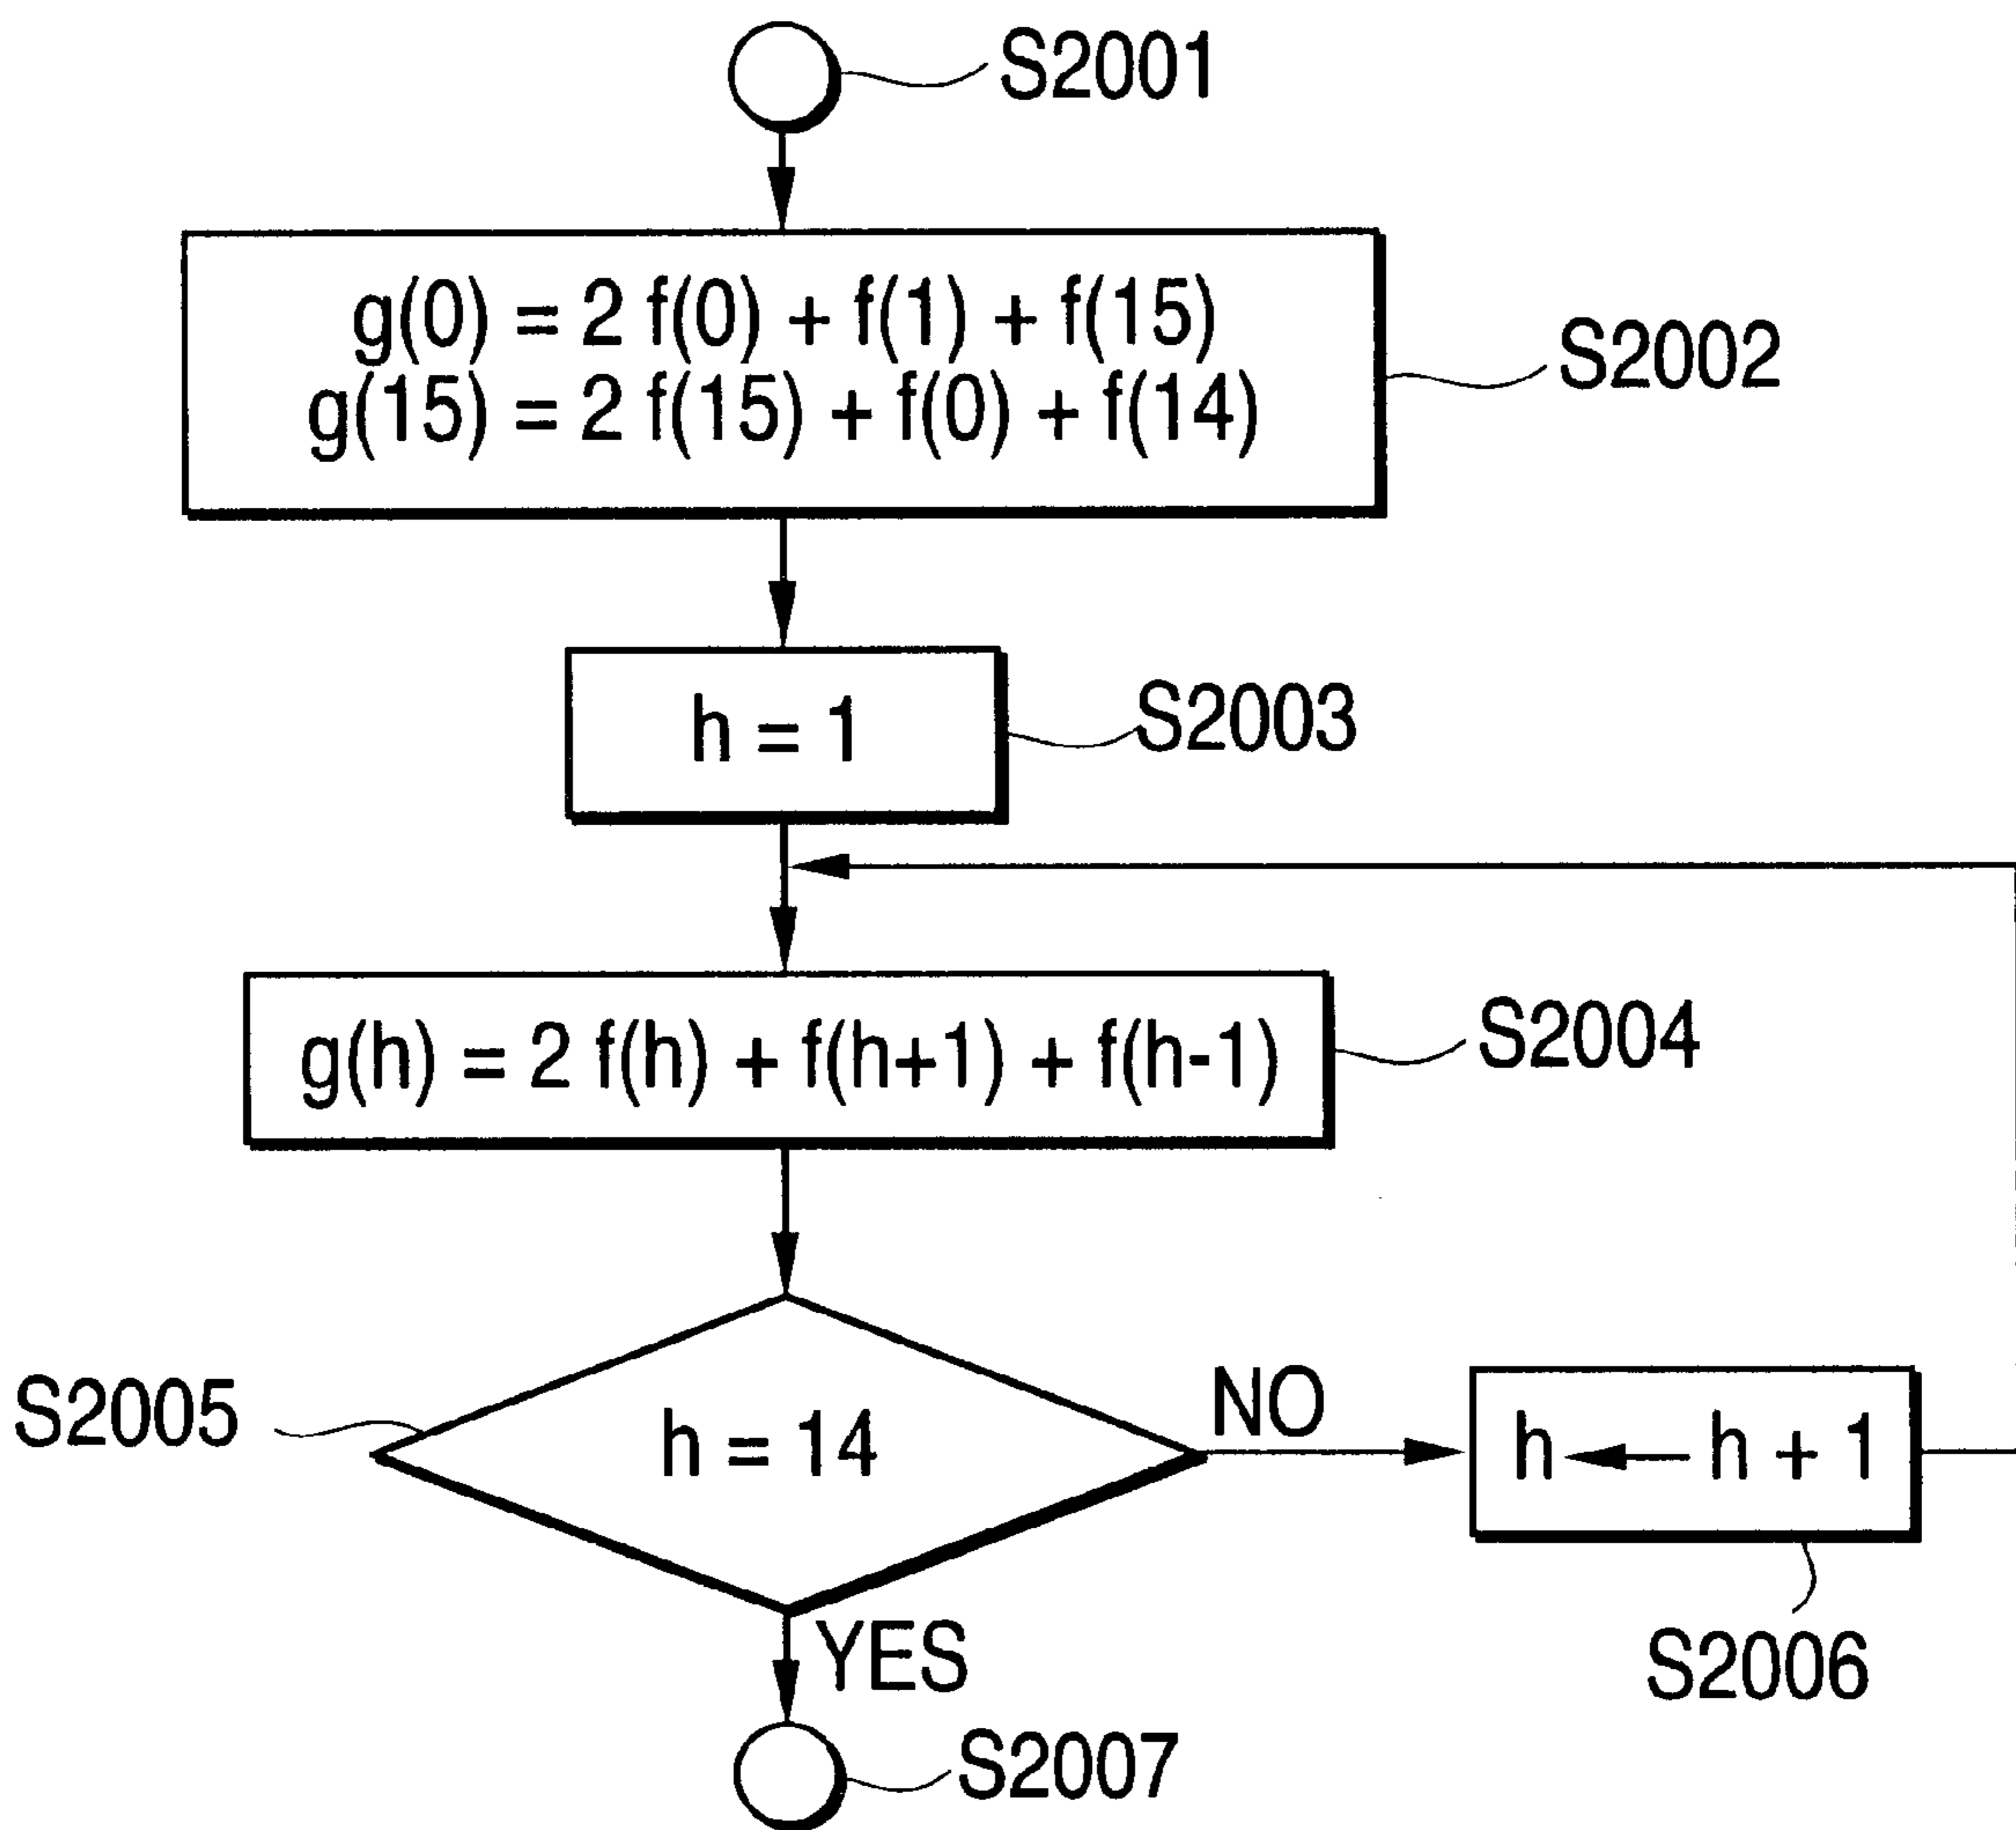 S2001
g(0) = 2 f(0) + f(1) + f(15)
g(15) = 2 f(15) + f(0) + f(14)
S2002
h = 1
S2003
g(h) = 2 f(h) + f(h+1) + f(h-1)
S2004
S2005
h = 14
NO
h ← h + 1
S2006
YES
S2007